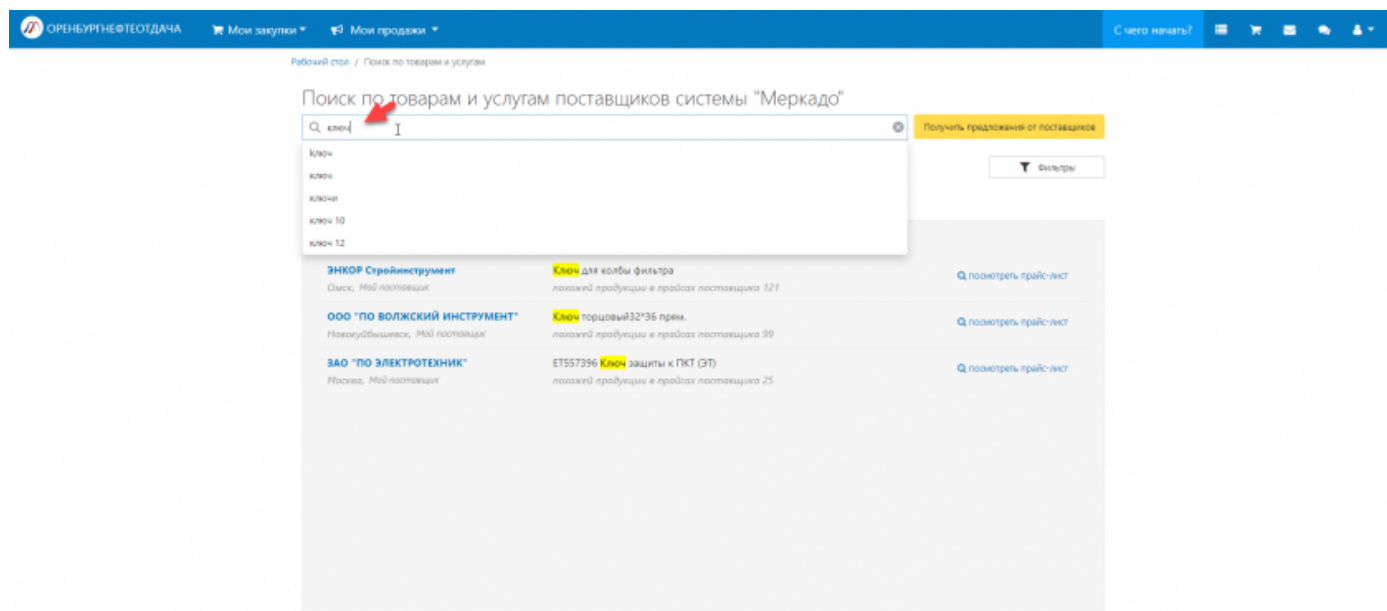 ОРЕНБУРГНЕФТЕОТДАЧА
Мои закупки
Мои продажи
С чего начать?
Рабочий стол / Поиск по товарам и услугам
Поиск по товарам и услугам поставщиков системы "Меркадо"
ключ
Получить предложения от поставщиков
ключ
ключ
ключи
ключ 10
ключ 12
Фильтры
ЭНКОР Стройинструмент
Ключ для колбы фильтра
посмотреть прайс-лист
Омск, Мой поставщик
похожей продукции в прайсах поставщика 121
ООО "ПО ВОЛЖСКИЙ ИНСТРУМЕНТ"
Ключ торцовый32*36 прям.
посмотреть прайс-лист
Новокуйбышевск, Мой поставщик
похожей продукции в прайсах поставщика 99
ЗАО "ПО ЭЛЕКТРОТЕХНИК"
ET557396 Ключ защиты к ПКТ (ЭТ)
посмотреть прайс-лист
Москва, Мой поставщик
похожей продукции в прайсах поставщика 25